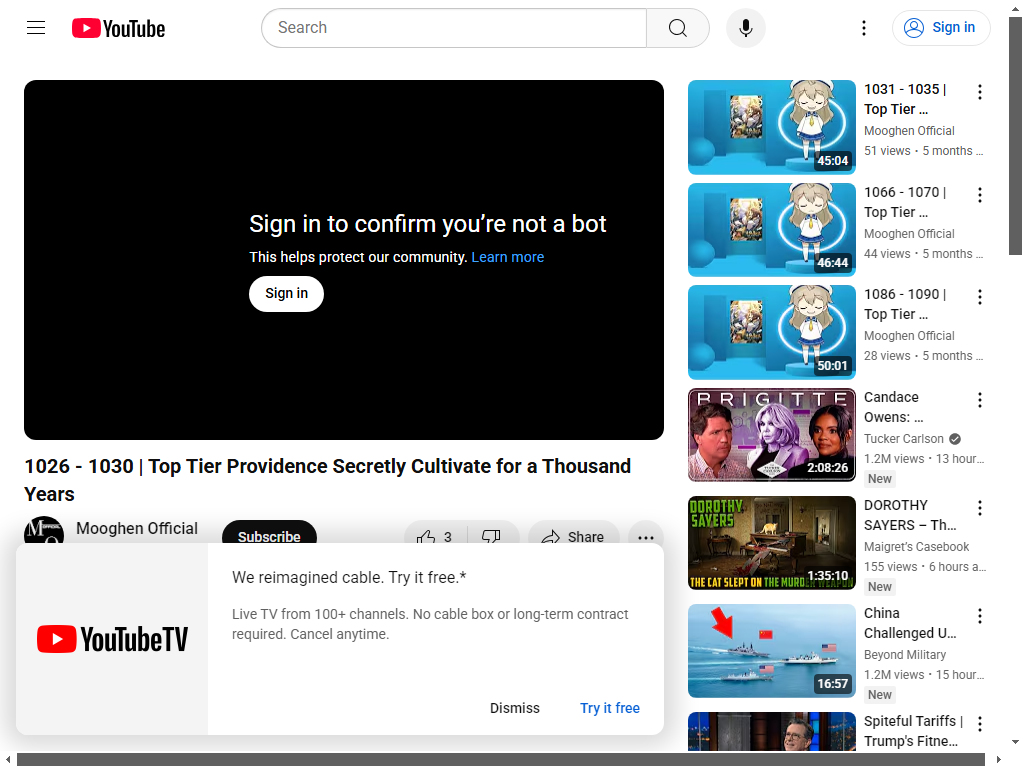 YouTube
Search
Sign in
Sign in to confirm you’re not a bot
This helps protect our community. Learn more
Sign in
1026 - 1030 | Top Tier Providence Secretly Cultivate for a Thousand
Years
Mooghen Official
Subscribe
3
Share
We reimagined cable. Try it free.*
Live TV from 100+ channels. No cable box or long-term contract
required. Cancel anytime.
YouTubeTV
Dismiss
Try it free
45:04
1031 - 1035 |
Top Tier ...
Mooghen Official
51 views • 5 months ...
46:44
1066 - 1070 |
Top Tier ...
Mooghen Official
44 views • 5 months ...
50:01
1086 - 1090 |
Top Tier ...
Mooghen Official
28 views • 5 months ...
BRIGITTE
2:08:26
Candace
Owens: ...
Tucker Carlson
1.2M views • 13 hour...
New
DOROTHY
SAYERS
THE CAT SLEPT ON THE MURDER WEAPON
1:35:10
DOROTHY
SAYERS – Th...
Maigret's Casebook
155 views • 6 hours a...
New
16:57
China
Challenged U...
Beyond Military
1.2M views • 15 hour...
New
Spiteful Tariffs |
Trump's Fitne...